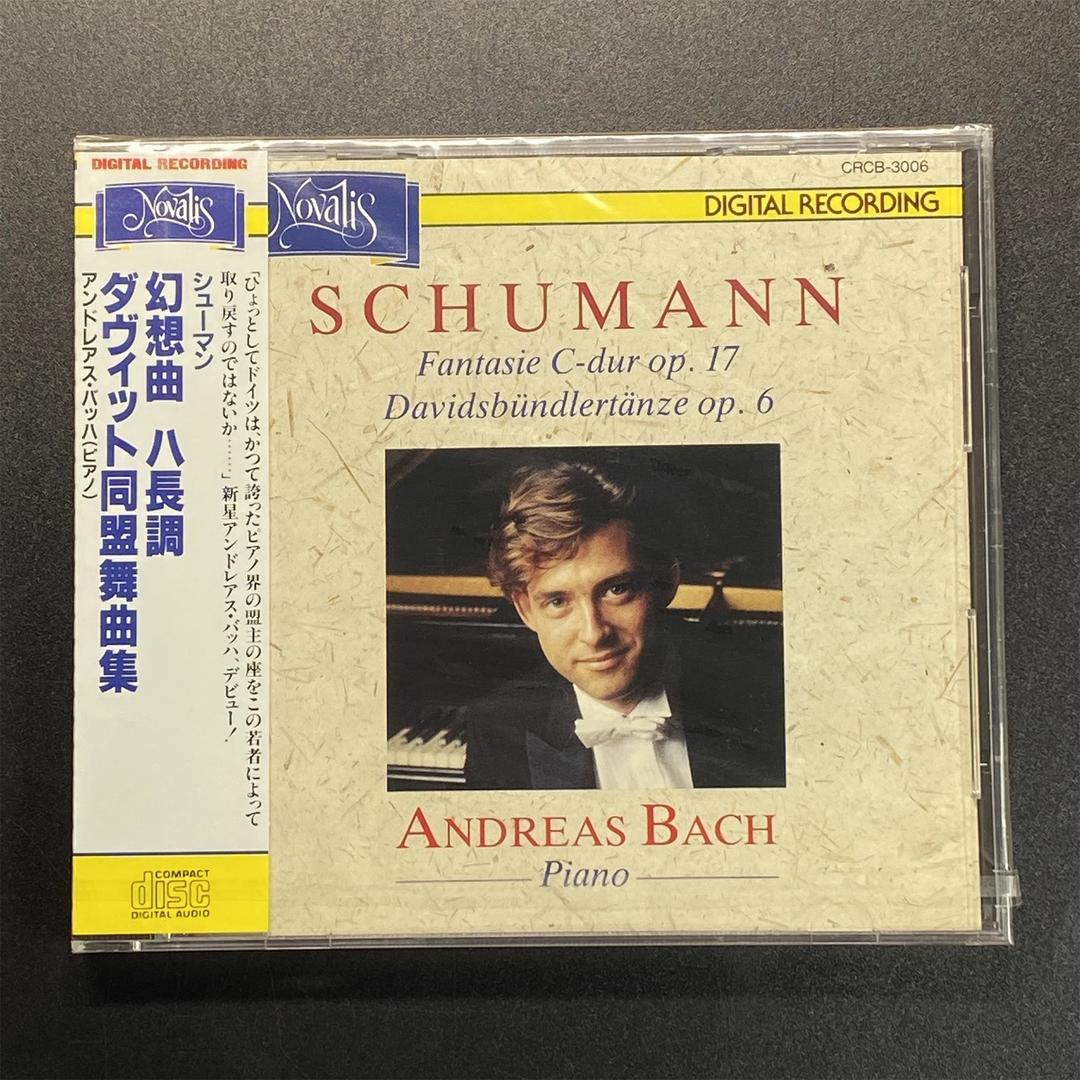 DIGITAL RECORDING
Novalis
「ひょっとしてドイツは、かつて誇ったピアノ界の盟主の座をこの若者によって
取り戻すのではないか……」新星アンドレアス・バッハ、デビュー!
シューマン
幻想曲 ハ長調
ダヴィット同盟舞曲集
アンドレアス・バッハ(ピアノ)
COMPACT
disc
DIGITAL AUDIO
CRCB-3006
Novalis
DIGITAL RECORDING
SCHUMANN
Fantasie C-dur op. 17
Davidsbündlertänze op. 6
ANDREAS BACH
Piano